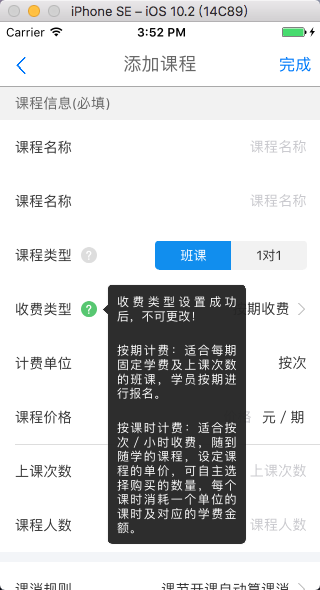 iPhone SE – iOS 10.2 (14C89)
Carrier 3:52 PM
添加课程 完成
课程信息(必填)
课程名称 课程名称
课程名称 课程名称
课程类型 ? 班课 1对1
收费类型 ? 期收费
收费类型设置成功
后，不可更改！
按期计费：适合每期
固定学费及上课次数
的班课，学员按期进
行报名。
按课时计费：适合按
次／小时收费，随到
随学的课程，设定课
程的单价，可自主选
择购买的数量，每个
课时消耗一个单位的
课时及对应的学费金
额。
计费单位 按次
课程价格 元 / 期
上课次数 上课次数
课程人数 课程人数
课消规则 课节开课自动算课消